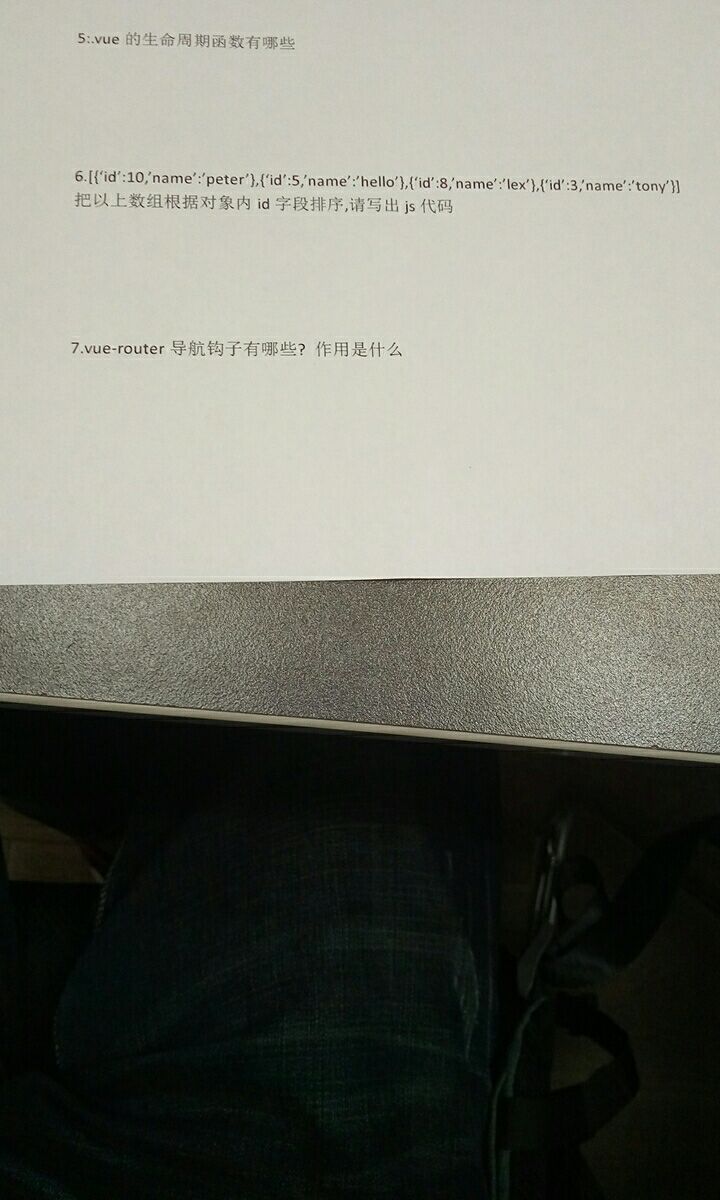 5:.vue 的生命周期函数有哪些
6.[{‘id’:10,’name’:’peter’},{‘id’:5,’name’:’hello’},{‘id’:8,’name’:’lex’},{‘id’:3,’name’:’tony’}]
把以上数组根据对象内 id 字段排序,请写出 js 代码
7.vue-router 导航钩子有哪些? 作用是什么